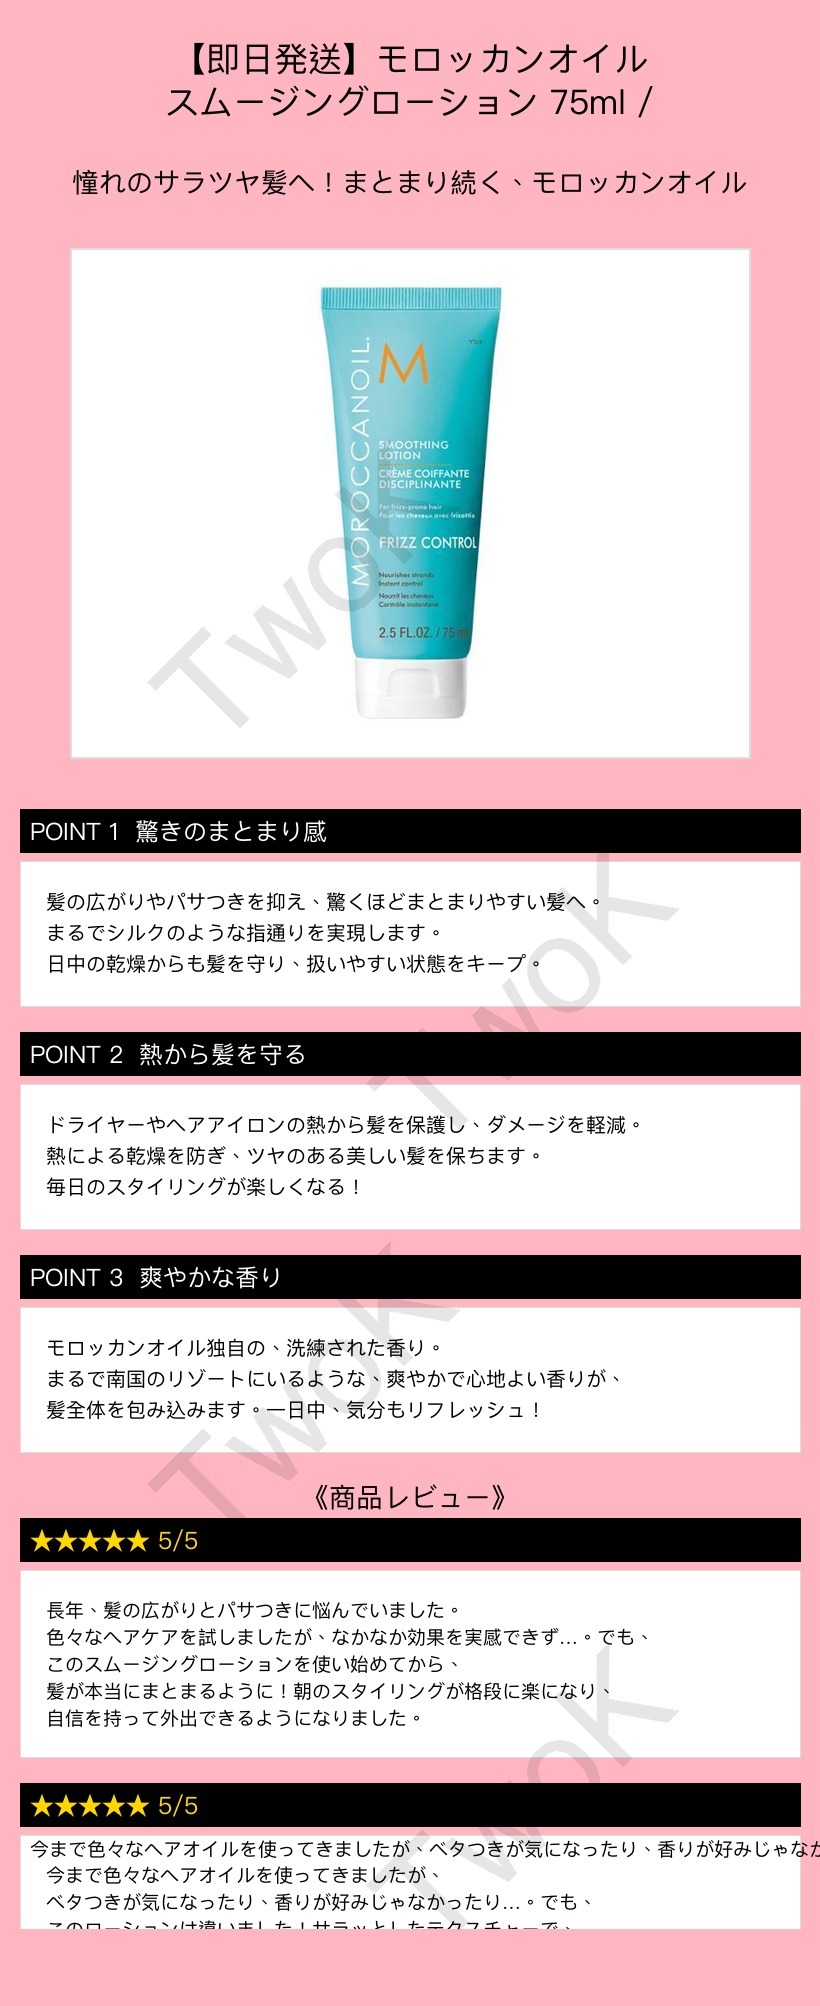 【即日発送】モロッカンオイル
スムージングローション 75ml /
憧れのサラツヤ髪へ！まとまり続く、モロッカンオイル
MOROCCANOIL.
M
SMOOTHING
LOTION
CRÈME COIFFANTE
DISCIPLINANTE
For frizz-prone hair
Pour les cheveux avec frisottis
FRIZZ CONTROL
Nourishes strands
Instant control
Nourrit les cheveux
Contrôle instantané
2.5 FL.OZ. / 75 ml
TwoK
POINT 1 驚きのまとまり感
髪の広がりやパサつきを抑え、驚くほどまとまりやすい髪へ。
まるでシルクのような指通りを実現します。
日中の乾燥からも髪を守り、扱いやすい状態をキープ。
TwoK
POINT 2 熱から髪を守る
ドライヤーやヘアアイロンの熱から髪を保護し、ダメージを軽減。
熱による乾燥を防ぎ、ツヤのある美しい髪を保ちます。
毎日のスタイリングが楽しくなる！
POINT 3 爽やかな香り
モロッカンオイル独自の、洗練された香り。
まるで南国のリゾートにいるような、爽やかで心地よい香りが、
髪全体を包み込みます。一日中、気分もリフレッシュ！
TwoK
《商品レビュー》
★★★★★ 5/5
長年、髪の広がりとパサつきに悩んでいました。
色々なヘアケアを試しましたが、なかなか効果を実感できず…。でも、
このスムージングローションを使い始めてから、
髪が本当にまとまるように！朝のスタイリングが格段に楽になり、
自信を持って外出できるようになりました。
TwoK
★★★★★ 5/5
今まで色々なヘアオイルを使ってきましたが、ベタつきが気になったり、香りが好みじゃなか
今まで色々なヘアオイルを使ってきましたが、
ベタつきが気になったり、香りが好みじゃなかったり…。でも、
このローションは違いました！サラッとしたテクスチャーで、